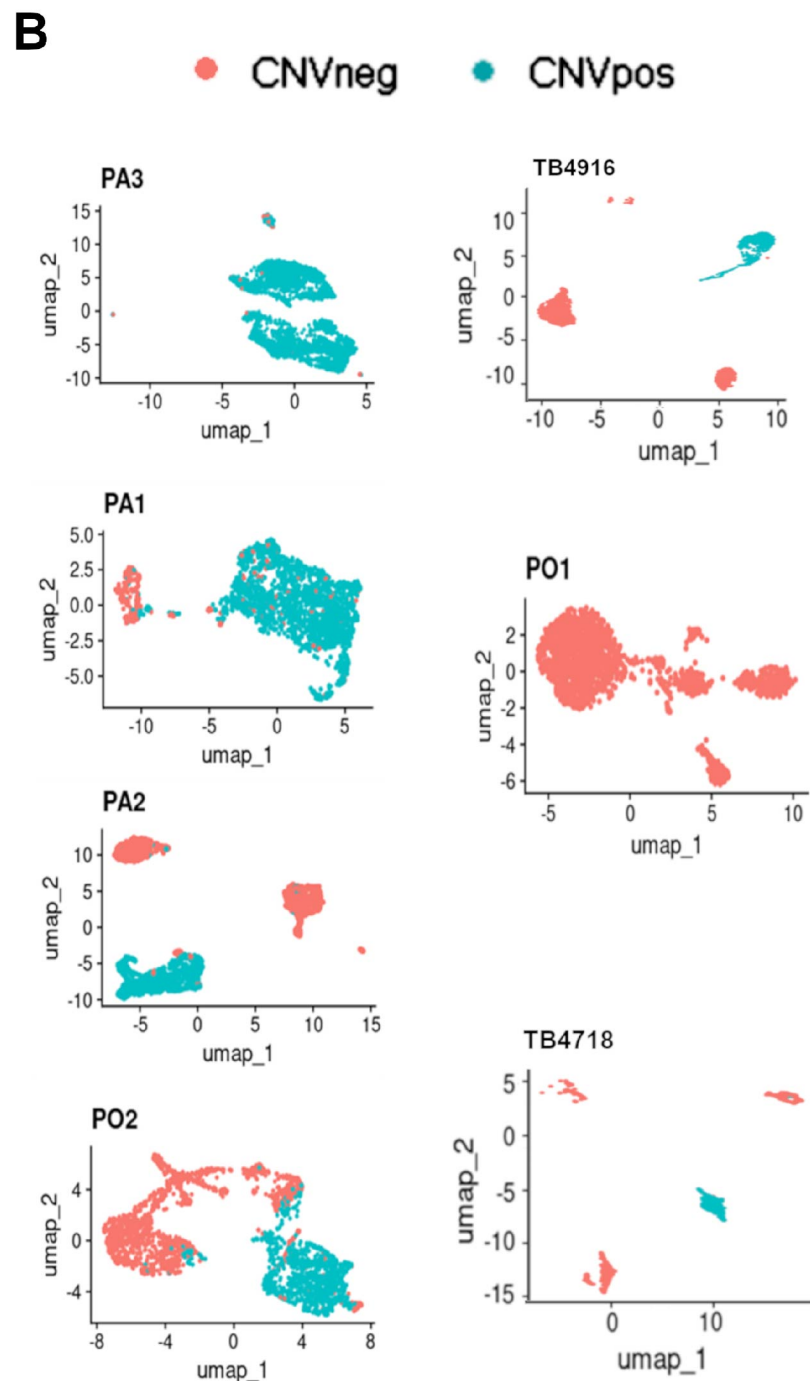 B
CNVneg CNVpos
PA3
15
10
5
0
-5
-10
umap_2
-10 -5 0 5
umap_1
TB4916
10
5
0
-5
-10
umap_2
-10 -5 0 5 10
umap_1
PA1
5.0
2.5
0.0
-2.5
-5.0
umap_2
-10 -5 0 5
umap_1
PO1
2
0
-2
-4
-6
umap_2
-5 0 5 10
umap_1
PA2
10
5
0
-5
-10
umap_2
-5 0 5 10 15
umap_1
TB4718
5
0
-5
-10
-15
umap_2
0 10
umap_1
PO2
4
0
-4
umap_2
-8 -4 0 4 8
umap_1